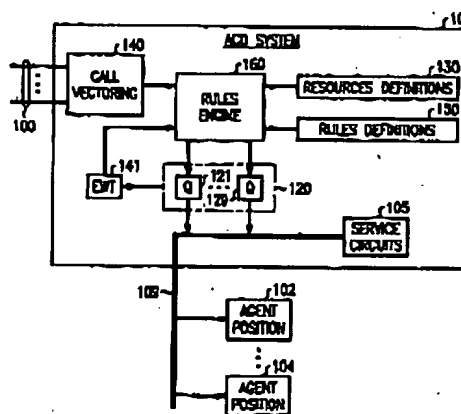 10
ACD SYSTEM
140
CALL
VECTORING
160
RULES
ENGINE
130
RESOURCES DEFINITIONS
150
RULES DEFINITIONS
100
141
EWT
Q
121
129
Q
120
105
SERVICE
CIRCUITS
102
AGENT
POSITION
104
AGENT
POSITION